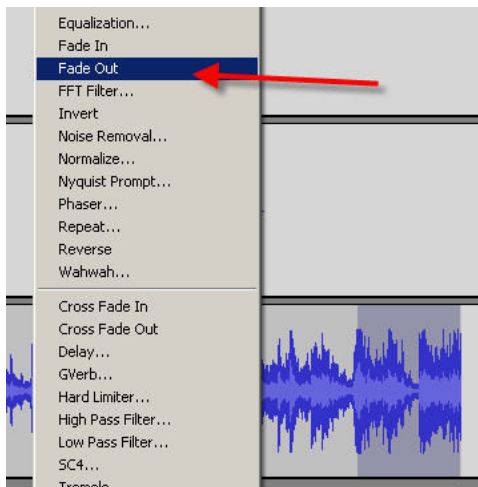 Equalization...
Fade In
Fade Out
FFT Filter...
Invert
Noise Removal...
Normalize...
Nyquist Prompt...
Phaser...
Repeat...
Reverse
Wahwah...
Cross Fade In
Cross Fade Out
Delay...
GVerb...
Hard Limiter...
High Pass Filter...
Low Pass Filter...
SC4...